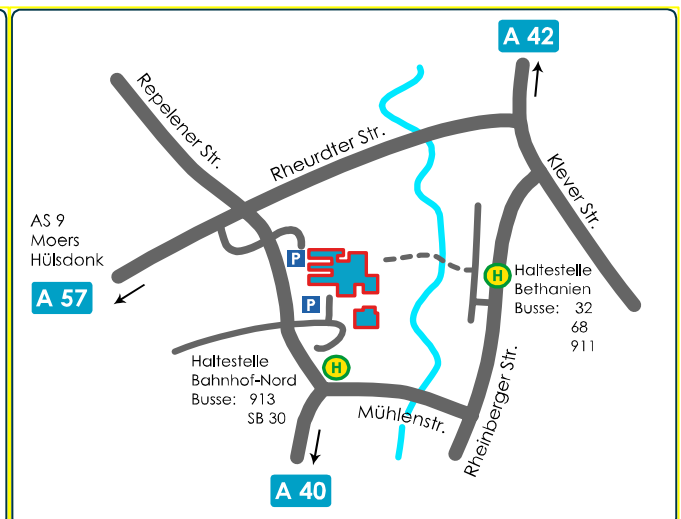 A 42
Repelener Str.
Rheurdter Str.
Klever Str.
AS 9
Moers
Hülsdonk
A 57
P
P
H
Haltestelle
Bethanien
Busse: 32
68
911
Haltestelle
Bahnhof-Nord
Busse: 913
SB 30
H
Mühlenstr.
Rheinberger Str.
A 40